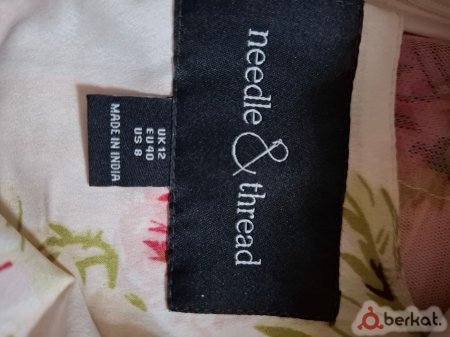 needle & thread
UK 12
EU 40
US 8
MADE IN INDIA
berkat.